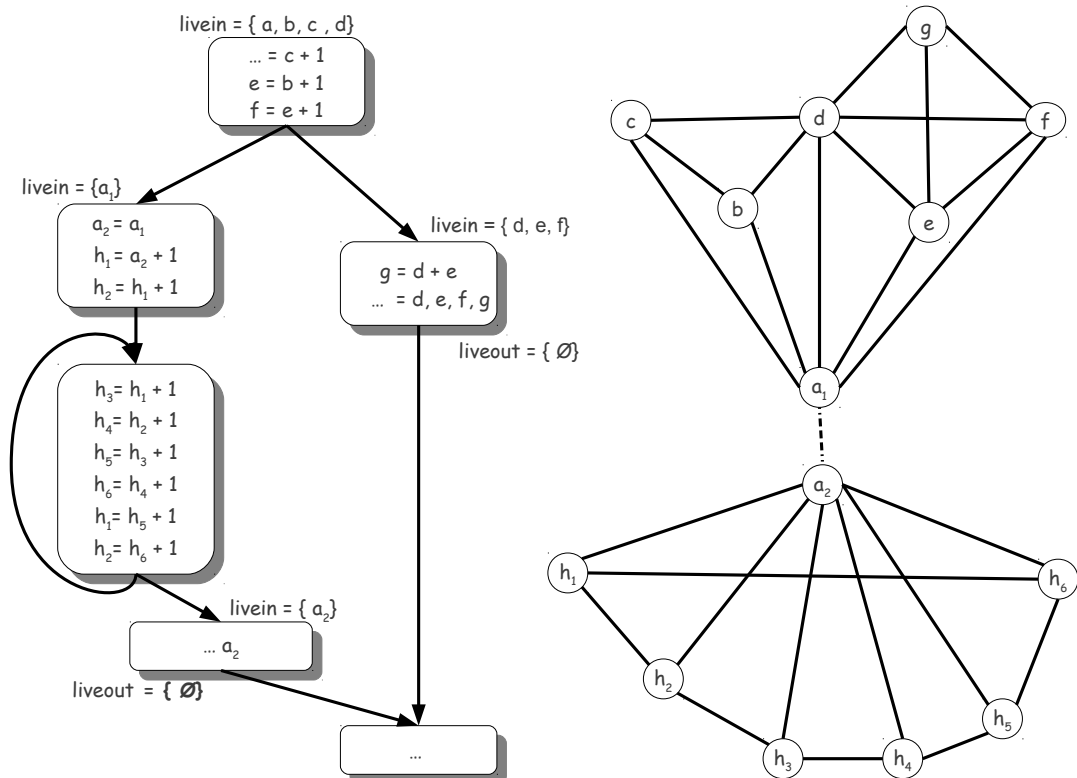 livein = { a, b, c , d}
... = c + 1
e = b + 1
f = e + 1
livein = {a₁}
a₂ = a₁
h₁ = a₂ + 1
h₂ = h₁ + 1
livein = { d, e, f}
g = d + e
... = d, e, f, g
liveout = { Ø}
h₃= h₁ + 1
h₄= h₂ + 1
h₅= h₃ + 1
h₆= h₄ + 1
h₁= h₅ + 1
h₂= h₆ + 1
livein = { a₂}
... a₂
liveout = { Ø}
...
g
c
d
f
b
e
a₁
a₂
h₁
h₆
h₂
h₅
h₃
h₄